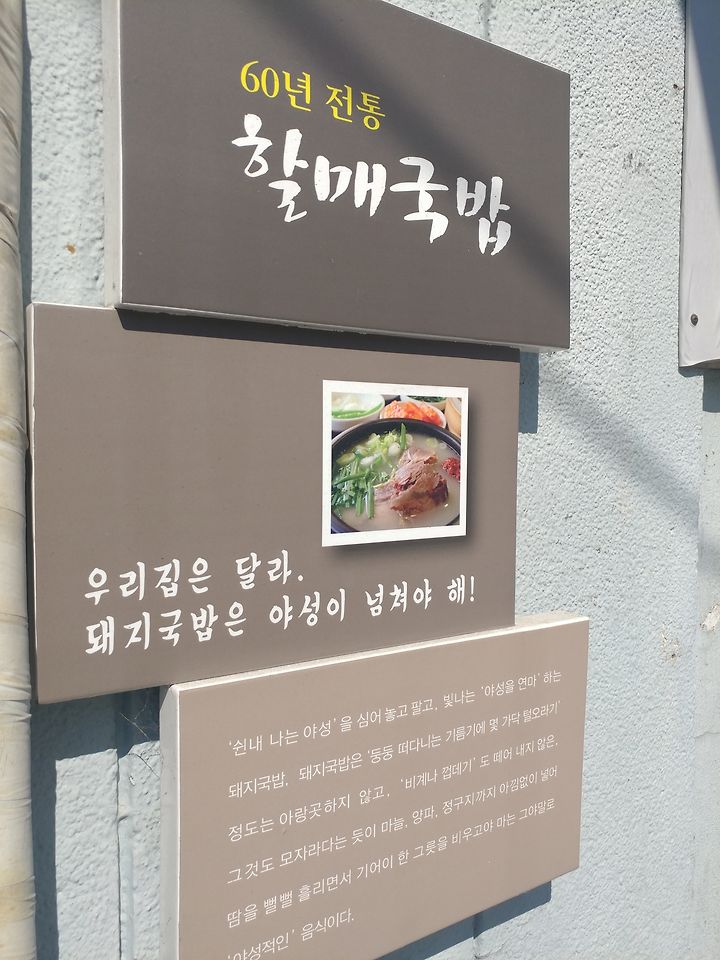 60년 전통
할매국밥
우리집은 달라.
돼지국밥은 야성이 넘쳐야 해!
'쉰내 나는 야성'을 심어 놓고 팔고, 빛나는 '야성을 연마'하는
돼지국밥, 돼지국밥은 '둥둥 떠다니는 기름기에 몇 가닥 털오라기'
정도는 아랑곳하지 않고, '비계나 껍데기'도 떼어 내지 않은,
그것도 모자라다는 듯이 마늘, 양파, 정구지까지 아낌없이 넣어
땀을 뻘뻘 흘리면서 기어이 한 그릇을 비우고야 마는 그야말로
'야성적인' 음식이다.